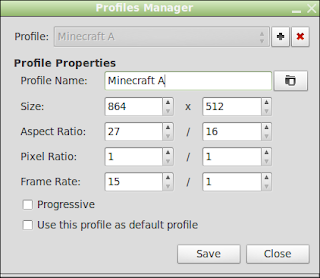 Profiles Manager
Profile: Minecraft A
Profile Properties
Profile Name: Minecraft A
Size: 864 x 512
Aspect Ratio: 27 / 16
Pixel Ratio: 1 / 1
Frame Rate: 15 / 1
Progressive
Use this profile as default profile
Save Close